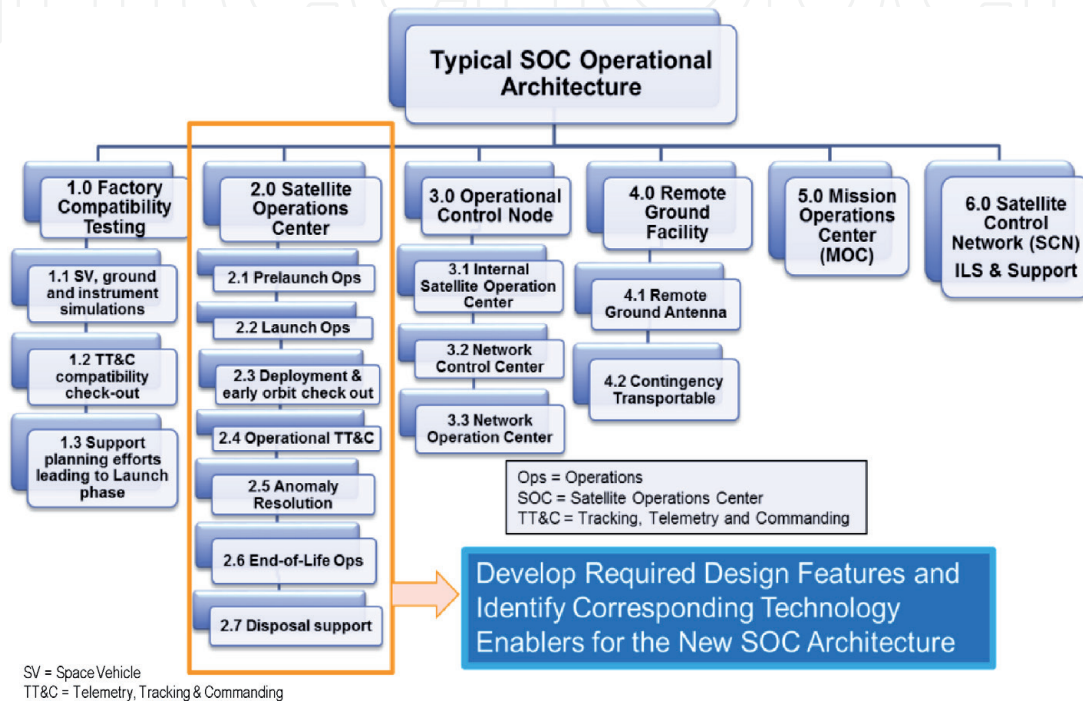 Typical SOC Operational
Architecture
1.0 Factory
Compatibility
Testing
1.1 SV, ground
and instrument
simulations
1.2 TT&C
compatibility
check-out
1.3 Support
planning efforts
leading to Launch
phase
2.0 Satellite
Operations
Center
2.1 Prelaunch Ops
2.2 Launch Ops
2.3 Deployment &
early orbit check out
2.4 Operational TT&C
2.5 Anomaly
Resolution
2.6 End-of-Life Ops
2.7 Disposal support
3.0 Operational
Control Node
3.1 Internal
Satellite Operation
Center
3.2 Network
Control Center
3.3 Network
Operation Center
4.0 Remote
Ground
Facility
4.1 Remote
Ground Antenna
4.2 Contingency
Transportable
5.0 Mission
Operations
Center
(MOC)
6.0 Satellite
Control
Network (SCN)
ILS & Support
Ops = Operations
SOC = Satellite Operations Center
TT&C = Tracking, Telemetry and Commanding
Develop Required Design Features and
Identify Corresponding Technology
Enablers for the New SOC Architecture
SV = Space Vehicle
TT&C = Telemetry, Tracking & Commanding